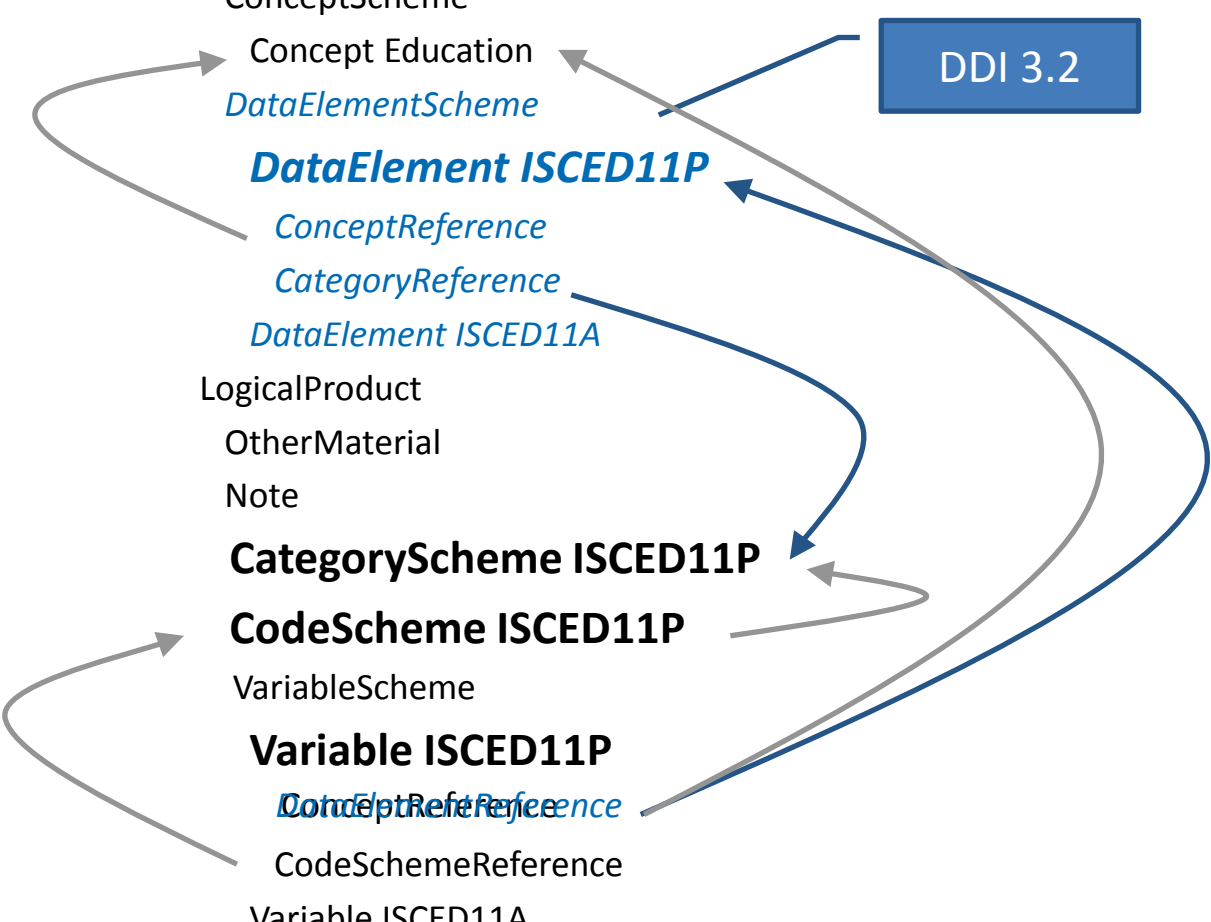 ConceptScheme
Concept Education
DDI 3.2
DataElementScheme
DataElement ISCED11P
ConceptReference
CategoryReference
DataElement ISCED11A
LogicalProduct
OtherMaterial
Note
CategoryScheme ISCED11P
CodeScheme ISCED11P
VariableScheme
Variable ISCED11P
ConceptReference
DataElementReference
CodeSchemeReference
Variable ISCED11A